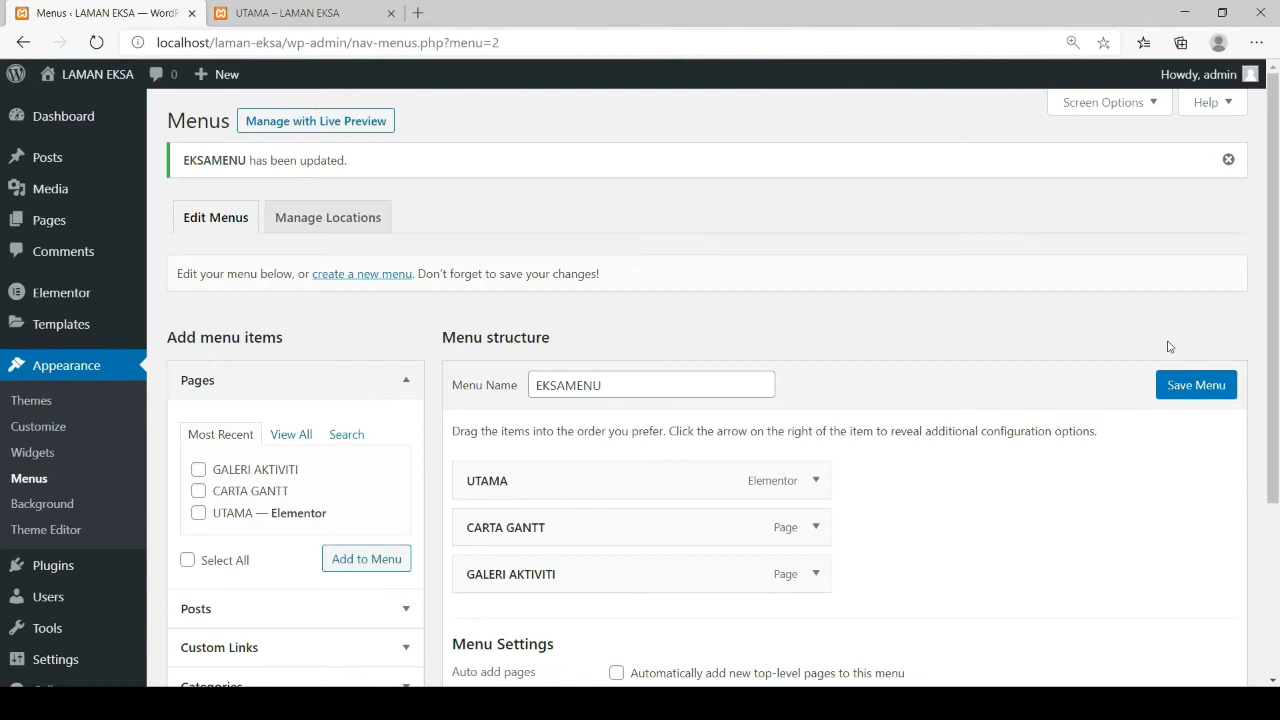 Menus ‹ LAMAN EKSA — WordP
UTAMA – LAMAN EKSA
localhost/laman-eksa/wp-admin/nav-menus.php?menu=2
LAMAN EKSA
0
New
Howdy, admin
Dashboard
Posts
Media
Pages
Comments
Elementor
Templates
Appearance
Themes
Customize
Widgets
Menus
Background
Theme Editor
Plugins
Users
Tools
Settings
Screen Options
Help
Menus
Manage with Live Preview
EKSAMENU has been updated.
Edit Menus
Manage Locations
Edit your menu below, or create a new menu. Don't forget to save your changes!
Add menu items
Pages
Most Recent
View All
Search
GALERI AKTIVITI
CARTA GANTT
UTAMA — Elementor
Select All
Add to Menu
Posts
Custom Links
Categories
Menu structure
Menu Name
EKSAMENU
Save Menu
Drag the items into the order you prefer. Click the arrow on the right of the item to reveal additional configuration options.
UTAMA
Elementor
CARTA GANTT
Page
GALERI AKTIVITI
Page
Menu Settings
Auto add pages
Automatically add new top-level pages to this menu